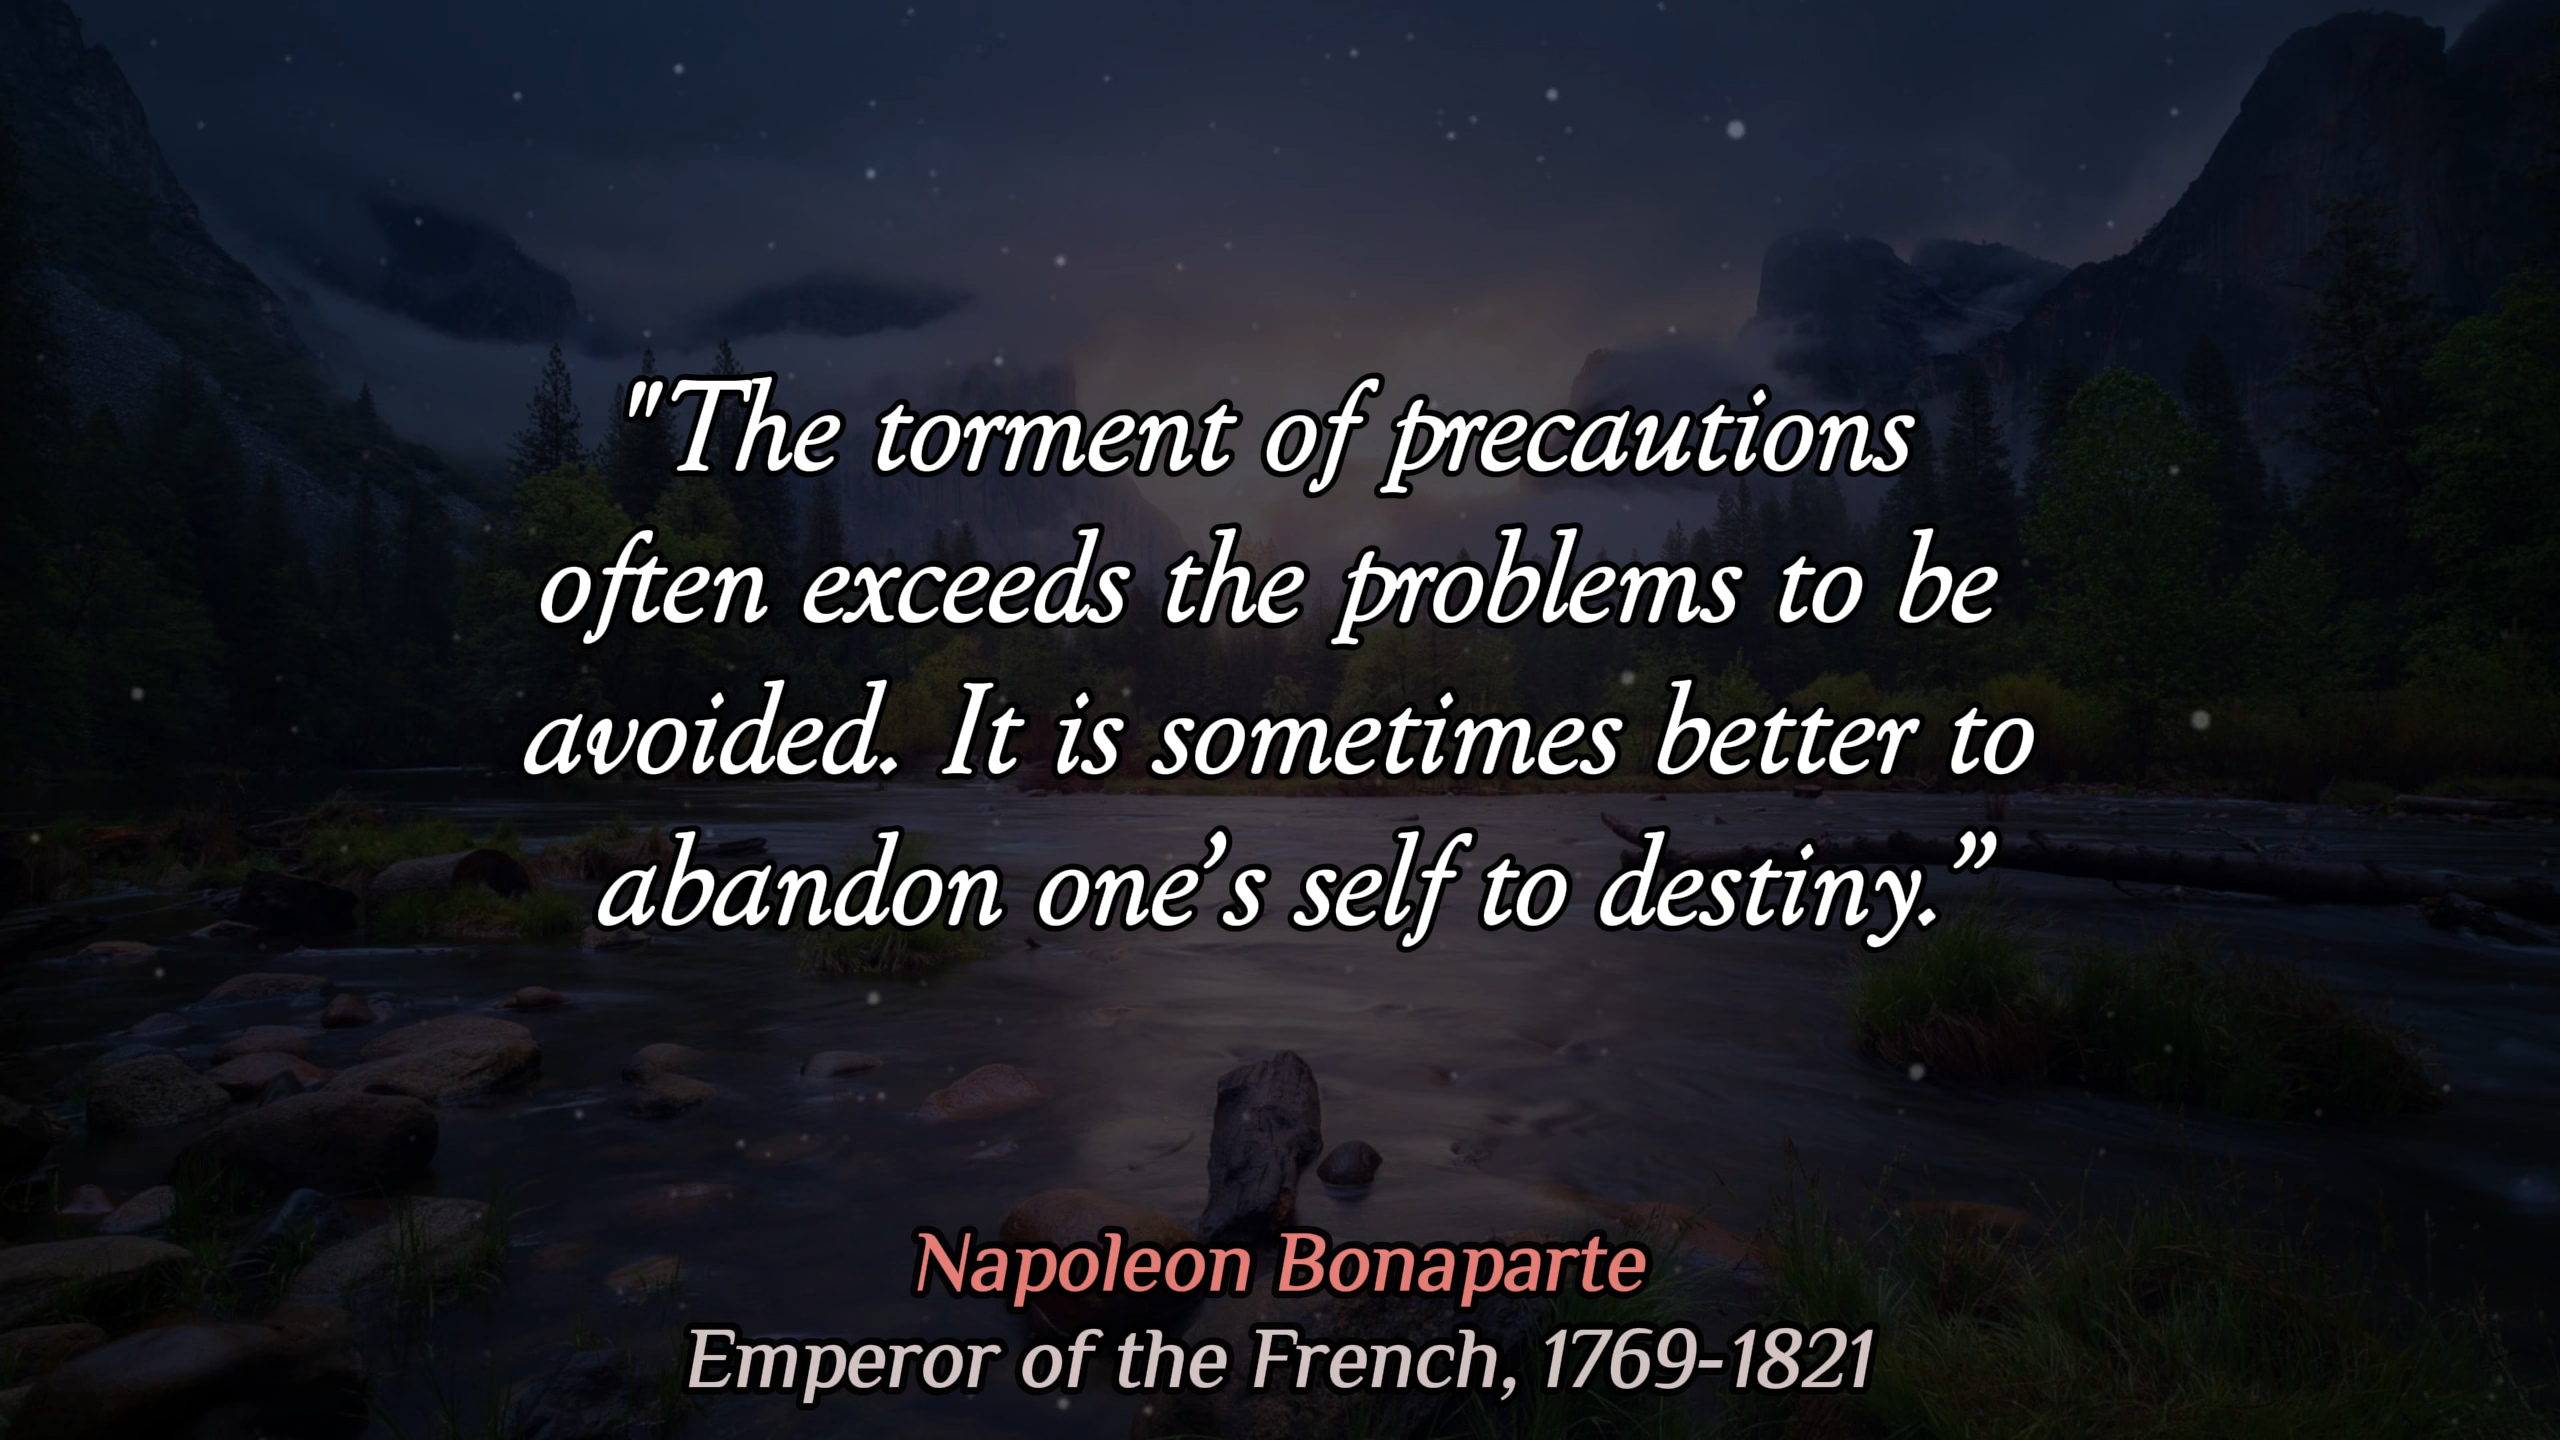 "The torment of precautions
often exceeds the problems to be
avoided. It is sometimes better to
abandon one’s self to destiny.”
Napoleon Bonaparte
Emperor of the French, 1769-1821